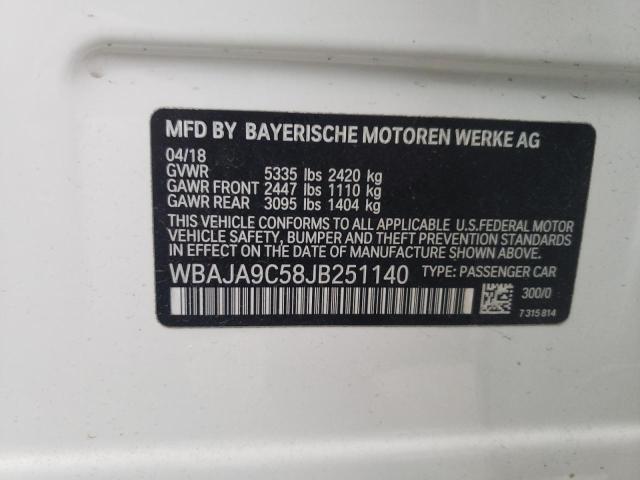 MFD BY BAYERISCHE MOTOREN WERKE AG
04/18
GVWR 5335 lbs 2420 kg
GAWR FRONT 2447 lbs 1110 kg
GAWR REAR 3095 lbs 1404 kg
THIS VEHICLE CONFORMS TO ALL APPLICABLE U.S.FEDERAL MOTOR
VEHICLE SAFETY, BUMPER AND THEFT PREVENTION STANDARDS
IN EFFECT ON THE DATE OF MANUFACTURE SHOWN ABOVE.
WBAJA9C58JB251140 TYPE: PASSENGER CAR
300/0
7 315 814